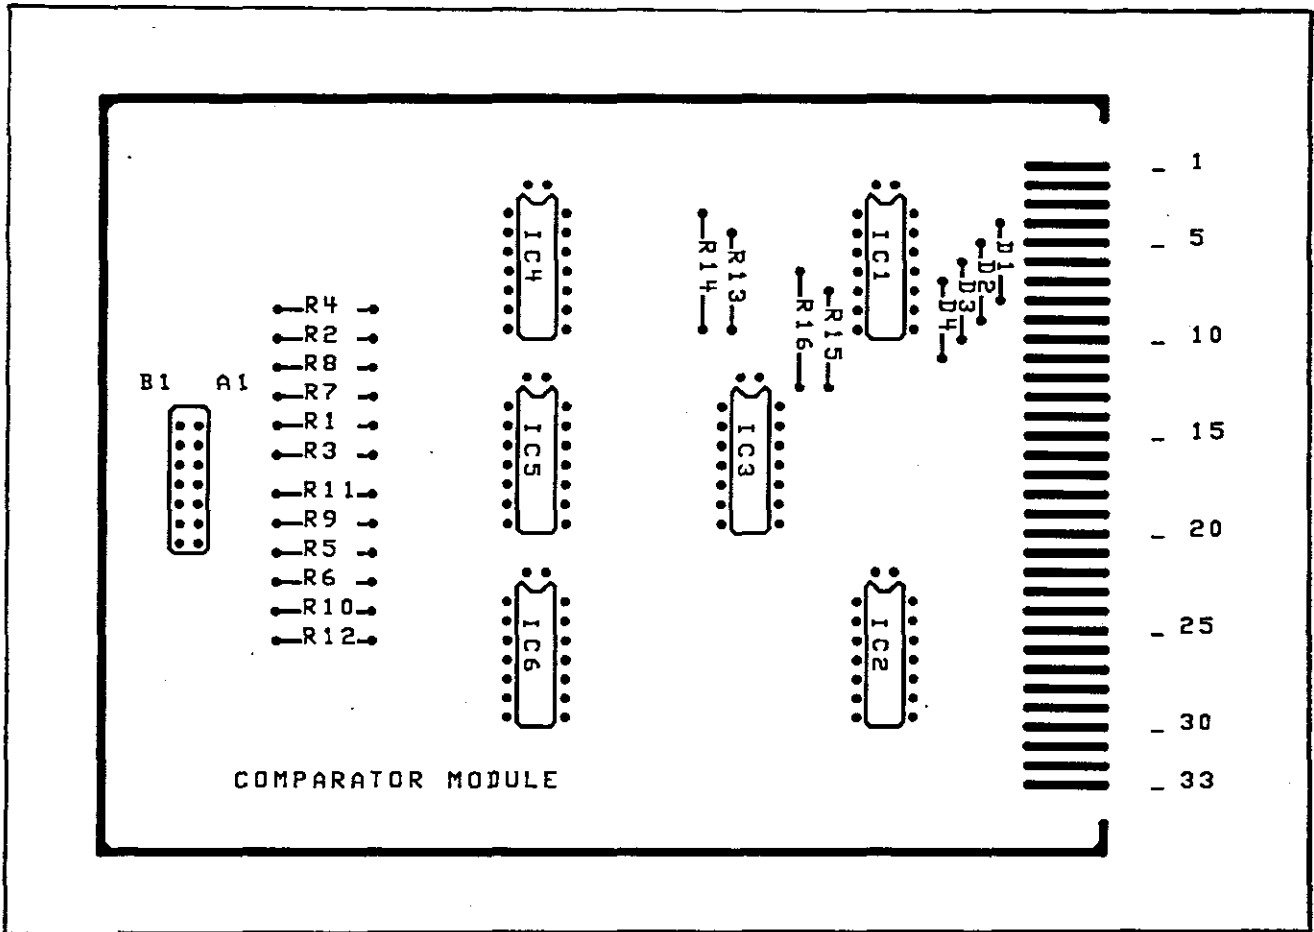 1
5
10
15
20
25
30
33
IC4
R14
R13
R16
R15
IC1
D4
D3
D2
D1
R4
R2
R8
R7
R1
R3
R11
R9
R5
R6
R10
R12
B1 A1
IC5
IC3
IC6
IC2
COMPARATOR MODULE